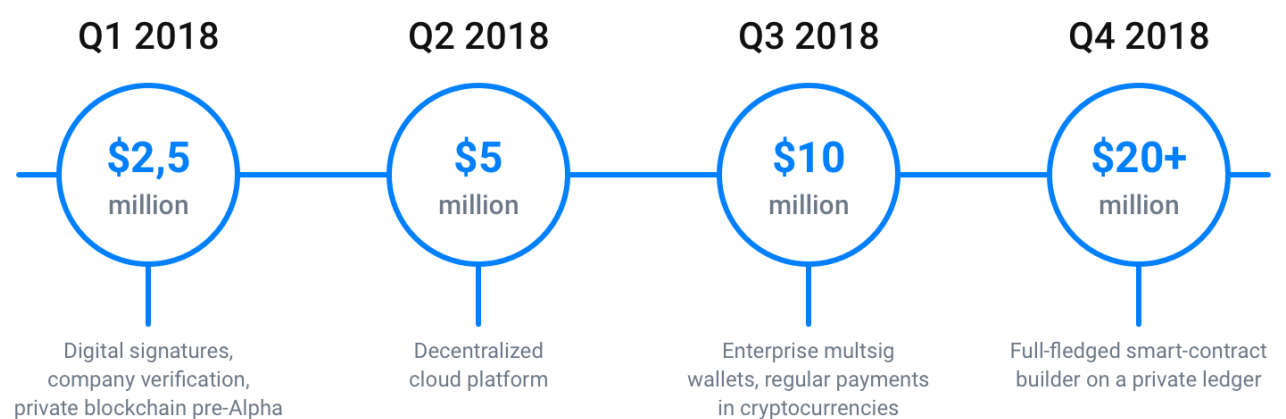 Q1 2018
$2,5
million
Digital signatures,
company verification,
private blockchain pre-Alpha
Q2 2018
$5
million
Decentralized
cloud platform
Q3 2018
$10
million
Enterprise multsig
wallets, regular payments
in cryptocurrencies
Q4 2018
$20+
million
Full-fledged smart-contract
builder on a private ledger